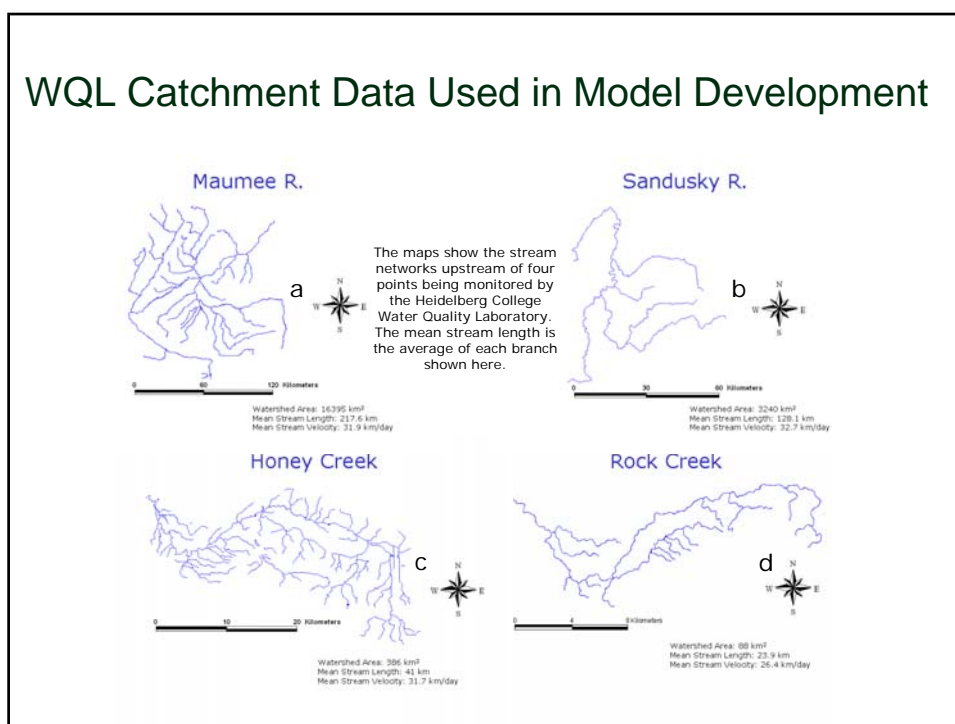 WQL Catchment Data Used in Model Development
Maumee R.
Sandusky R.
The maps show the stream
networks upstream of four
points being monitored by
the Heidelberg College
Water Quality Laboratory.
The mean stream length is
the average of each branch
shown here.
a
N
W E
S
b
N
W E
S
0 60 120 Kilometers
0 30 60 Kilometers
Watershed Area: 16395 km²
Mean Stream Length: 217.6 km
Mean Stream Velocity: 31.9 km/day
Watershed Area: 3240 km²
Mean Stream Length: 128.1 km
Mean Stream Velocity: 32.7 km/day
Honey Creek
Rock Creek
c
N
W E
S
d
N
W E
S
0 10 20 Kilometers
0 4 8 Kilometers
Watershed Area: 386 km²
Mean Stream Length: 41 km
Mean Stream Velocity: 31.7 km/day
Watershed Area: 88 km²
Mean Stream Length: 23.9 km
Mean Stream Velocity: 26.4 km/day